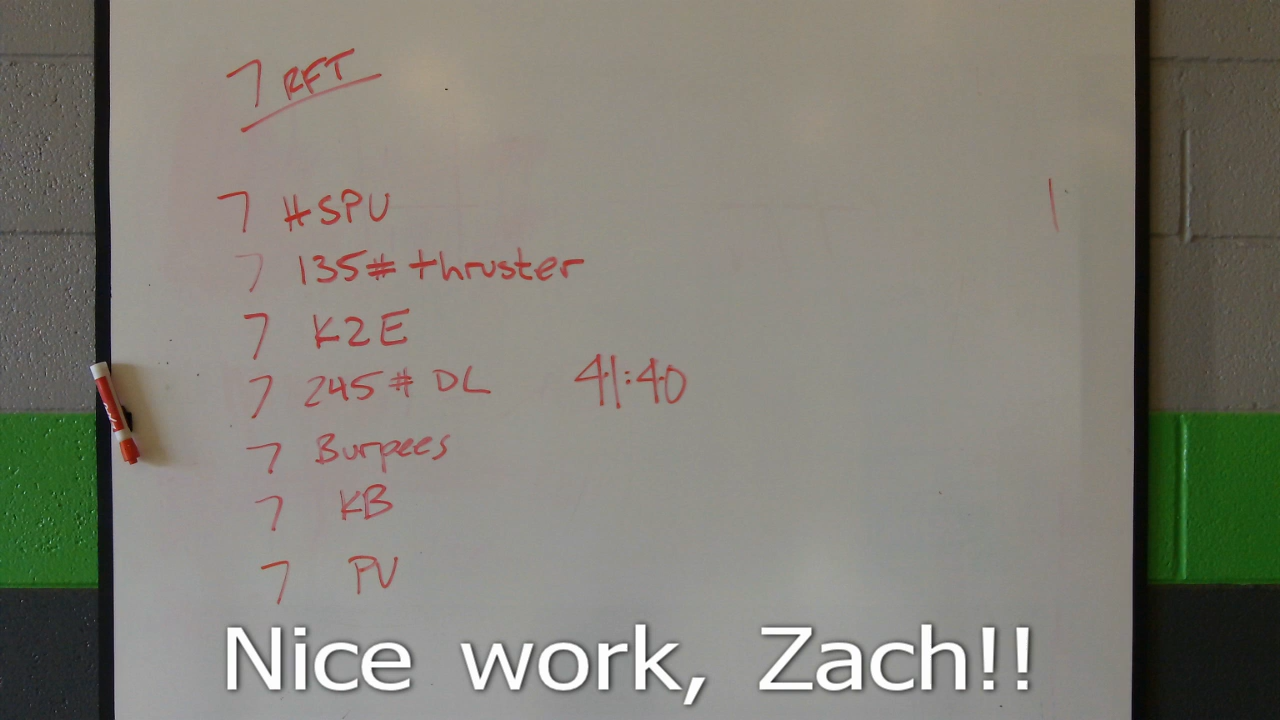 7 RFT
7 HSPU
7 135# thruster
7 K2E
7 245# DL 41:40
7 Burpees
7 KB
7 PU
Nice work, Zach!!